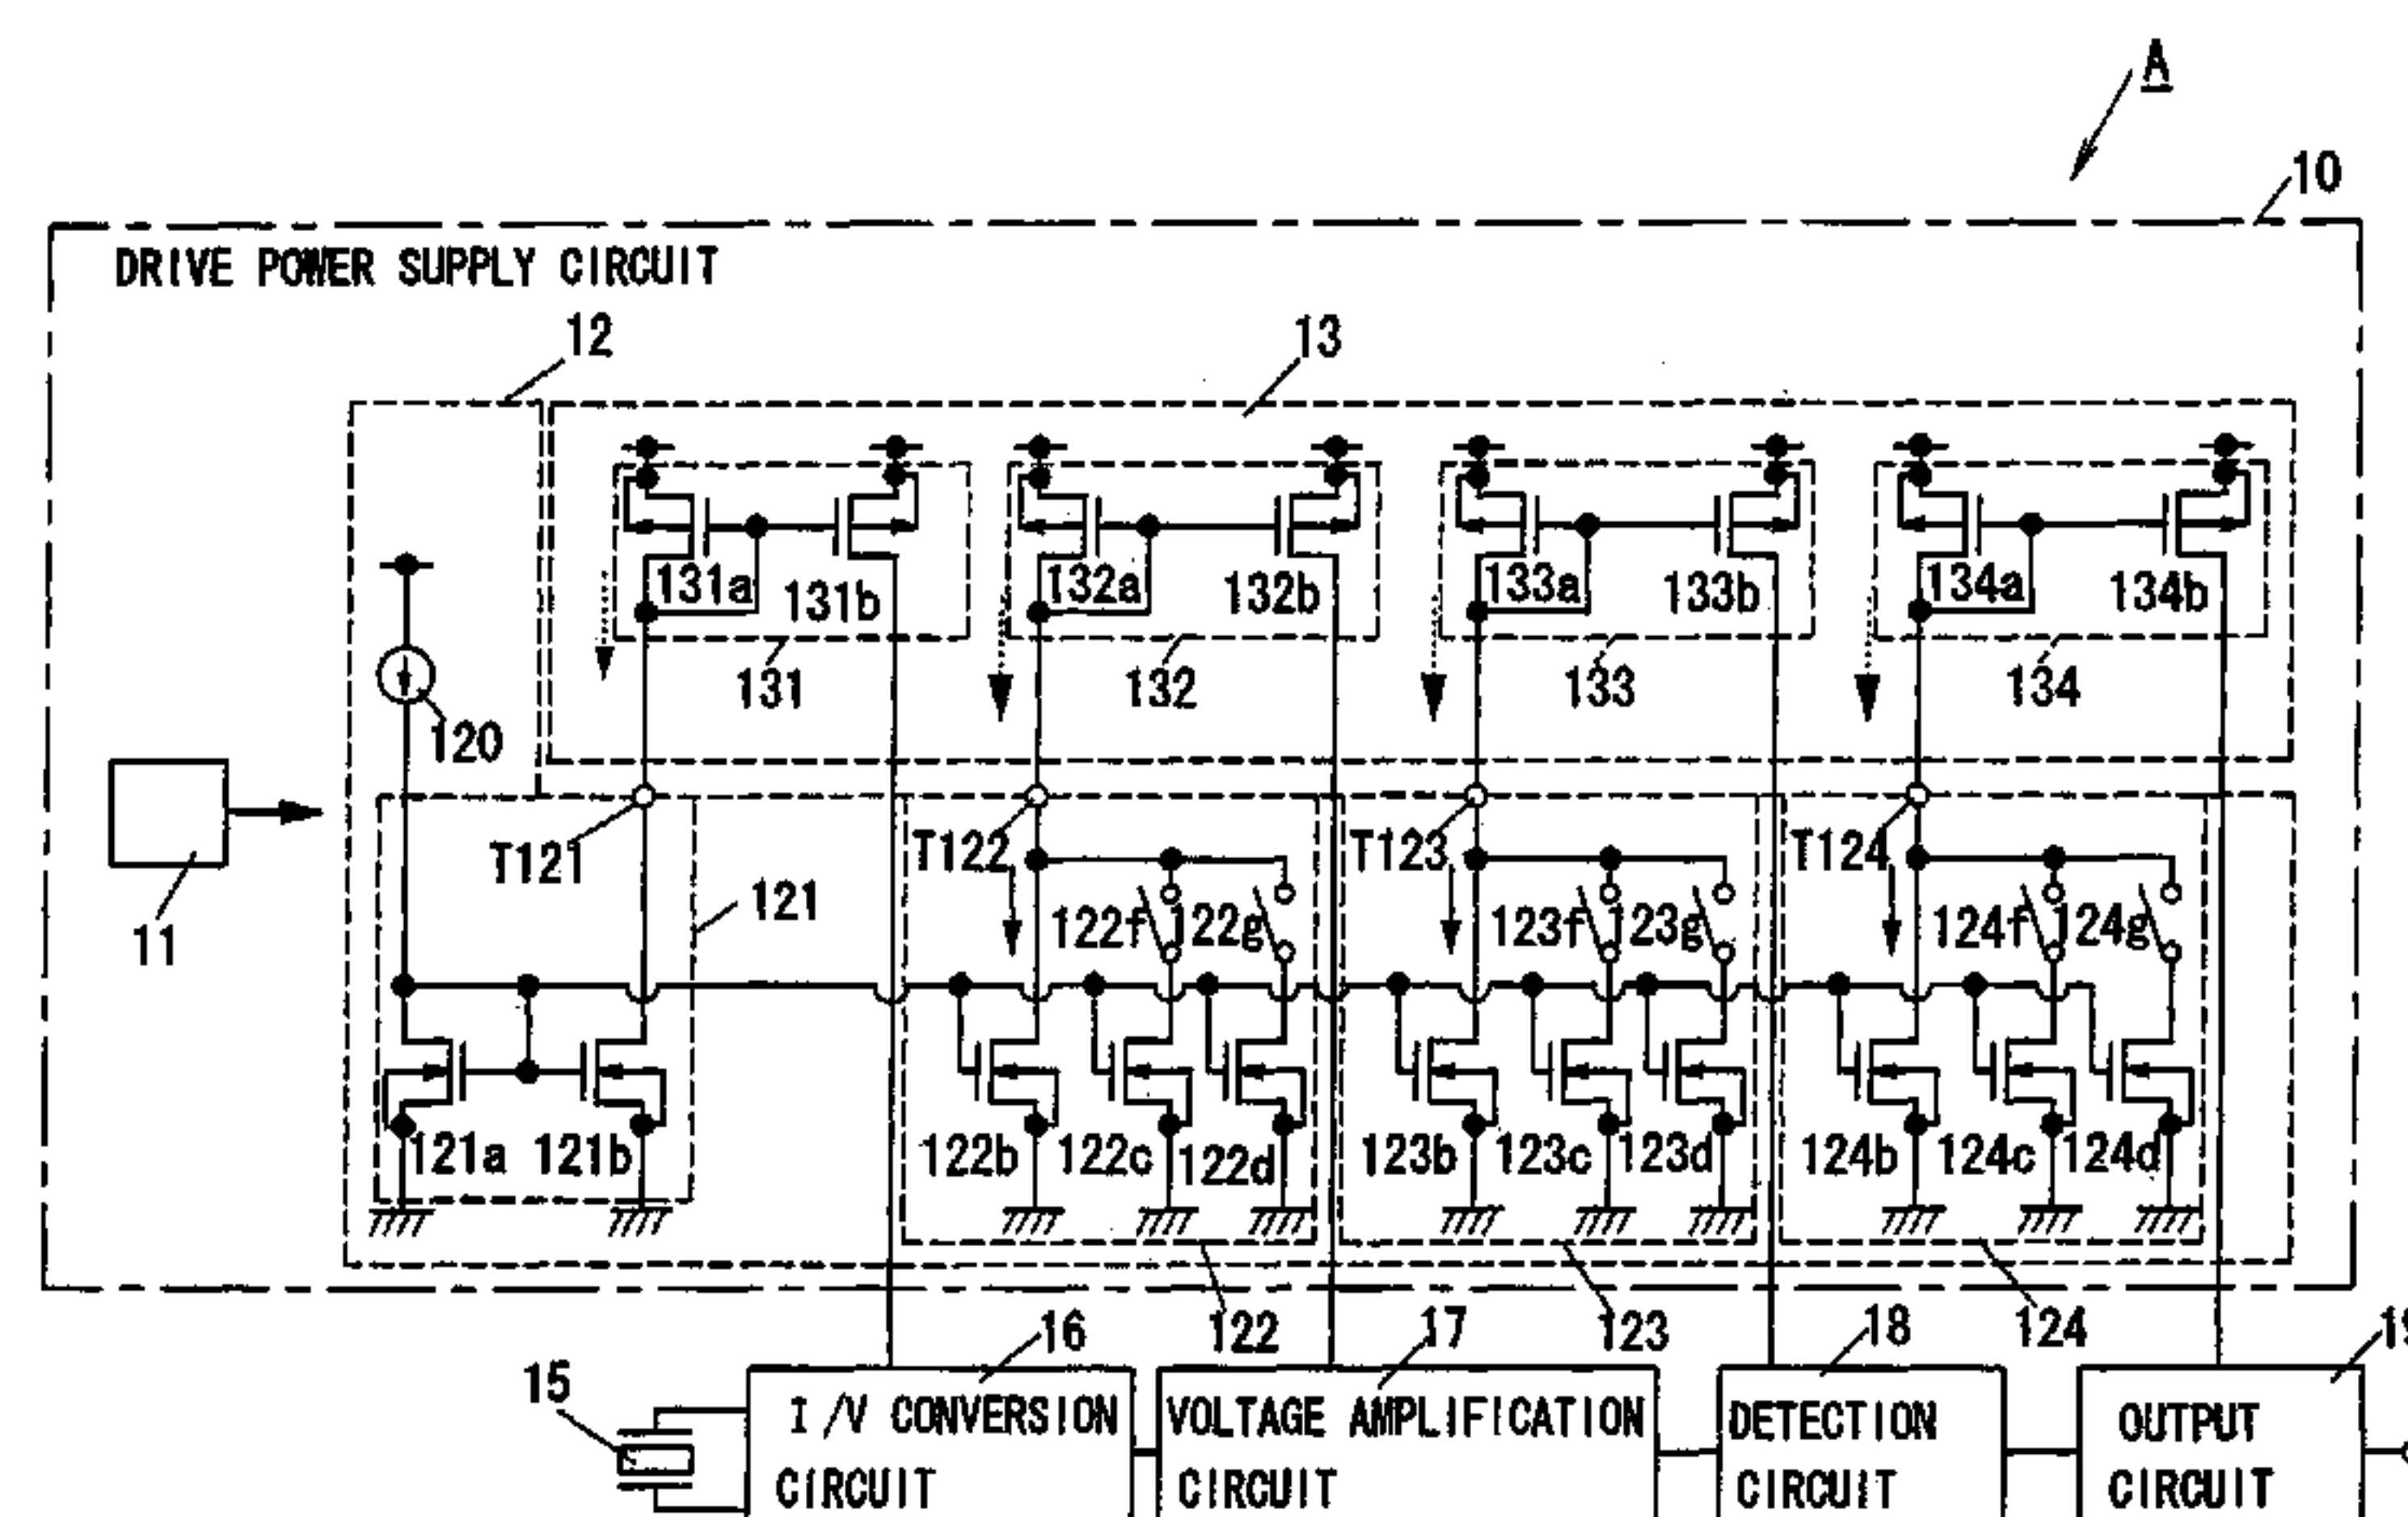 A
10
DRIVE POWER SUPPLY CIRCUIT
12
13
131a 131b 132a 132b 133a 133b 134a 134b
131 132 133 134
120
T121 T122 T123 T124
11
121
122f 122g 123f 123g 124f 124g
121a 121b 122b 122c 122d 123b 123c 123d 124b 124c 124d
122 123 124
15 16 17 18 19
I/V CONVERSION CIRCUIT
VOLTAGE AMPLIFICATION CIRCUIT
DETECTION CIRCUIT
OUTPUT CIRCUIT